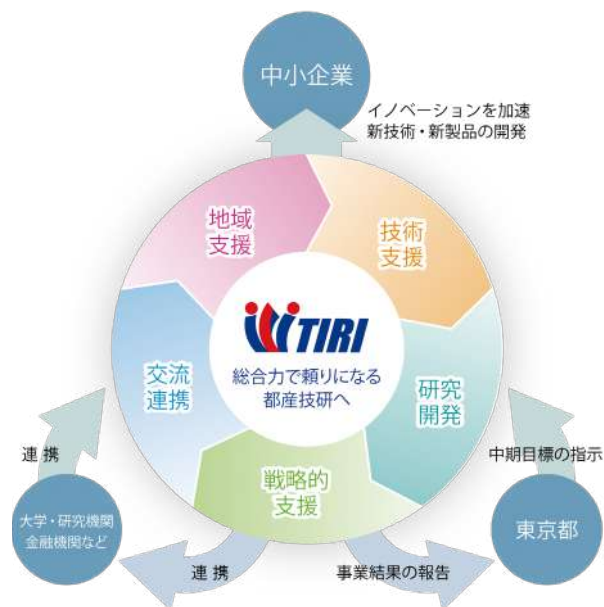 中小企業
イノベーションを加速
新技術・新製品の開発
地域
支援
技術
支援
TIRI
総合力で頼りになる
都産技研へ
交流
連携
研究
開発
戦略的
支援
連 携
中期目標の指示
大学・研究機関
金融機関など
東京都
連 携
事業結果の報告